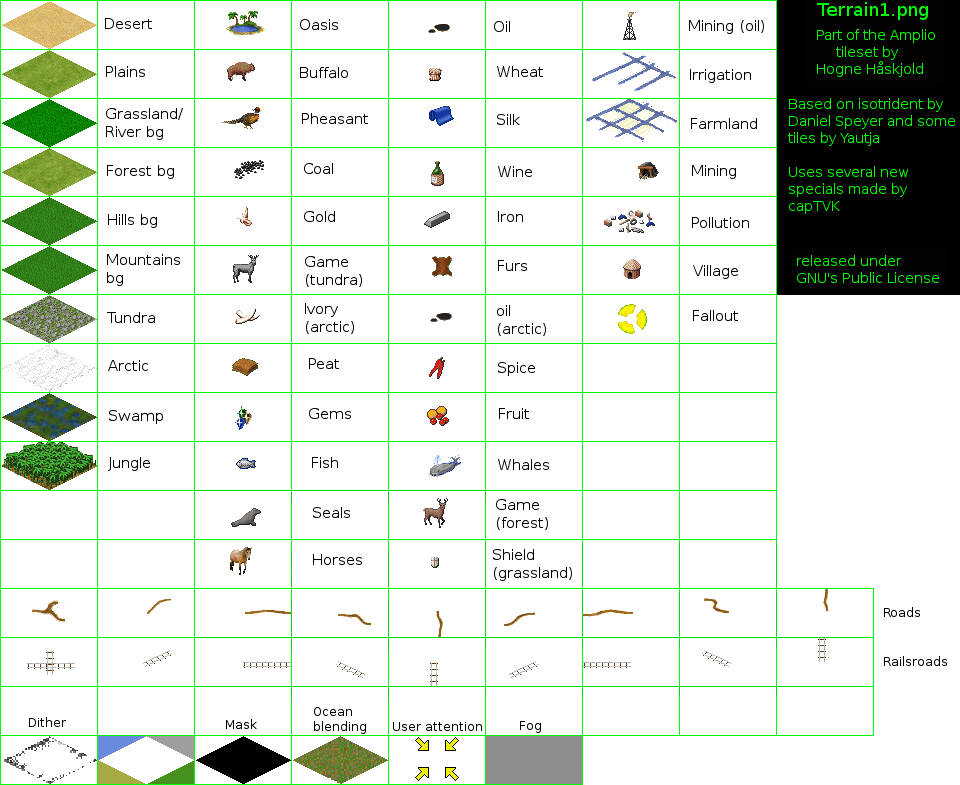 Terrain1.png
Part of the Amplio
tileset by
Hogne Håskjold
Based on isotrident by
Daniel Speyer and some
tiles by Yautja
Uses several new
specials made by
capTVK
released under
GNU's Public License
Desert
Oasis
Oil
Mining (oil)
Plains
Buffalo
Wheat
Irrigation
Grassland/
River bg
Pheasant
Silk
Farmland
Forest bg
Coal
Wine
Mining
Hills bg
Gold
Iron
Pollution
Mountains
bg
Game
(tundra)
Furs
Village
Tundra
Ivory
(arctic)
oil
(arctic)
Fallout
Arctic
Peat
Spice
Swamp
Gems
Fruit
Jungle
Fish
Whales
Seals
Game
(forest)
Horses
Shield
(grassland)
Roads
Railsroads
Dither
Mask
Ocean
blending
User attention
Fog